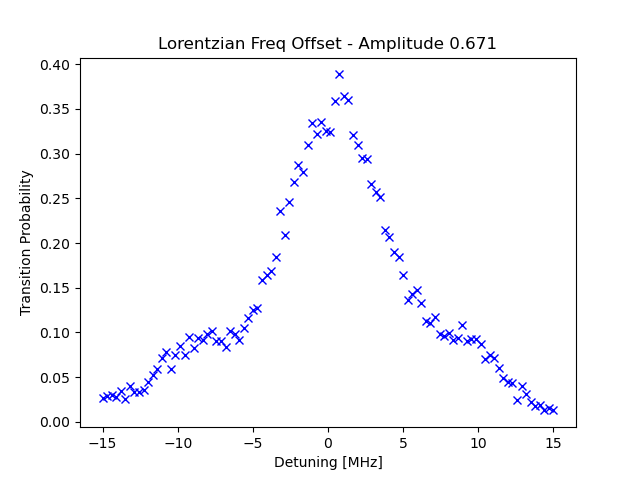 Lorentzian Freq Offset - Amplitude 0.671
Transition Probability
0.40
0.35
0.30
0.25
0.20
0.15
0.10
0.05
0.00
−15 −10 −5 0 5 10 15
Detuning [MHz]